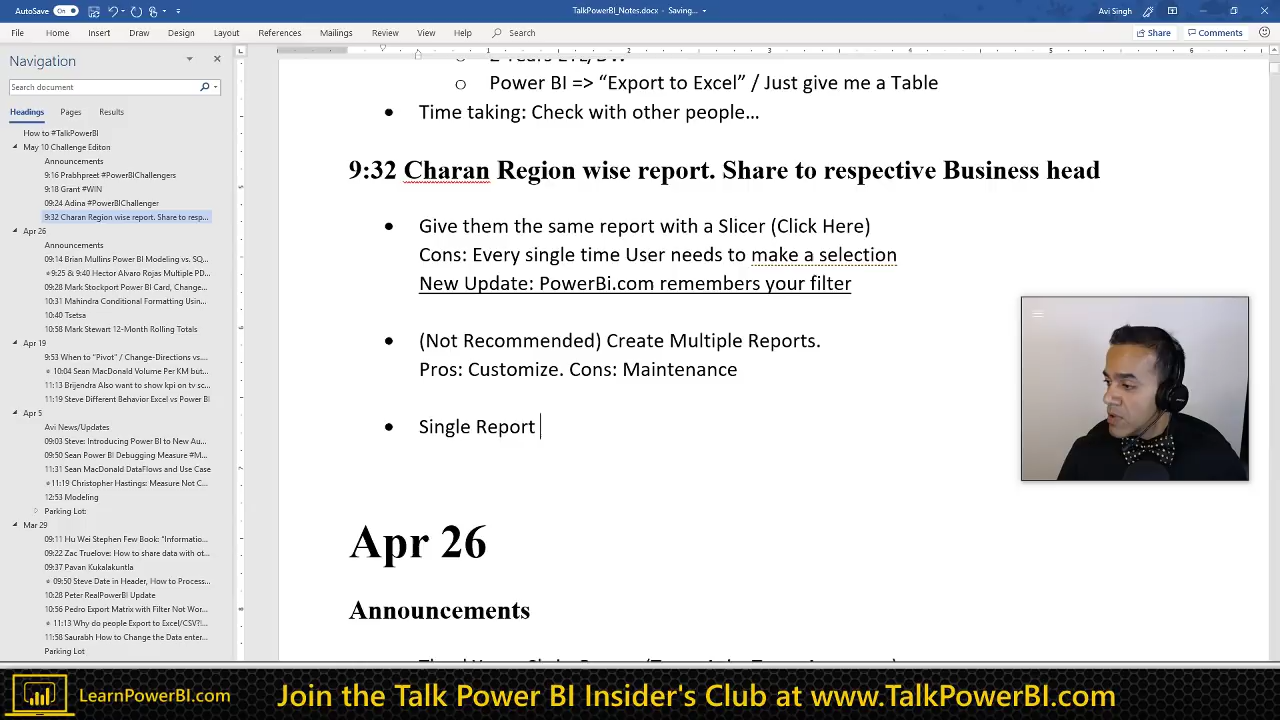 AutoSave
On
TalkPowerBI_Notes.docx - Saving...
Avi Singh
File Home Insert Draw Design Layout References Mailings Review View Help Search
Share
Comments
Navigation
Search document
Headings Pages Results
How to #TalkPowerBI
May 10 Challenge Editon
Announcements
9:16 Prabhpreet #PowerBIChallengers
9:18 Grant #WIN
09:24 Adina #PowerBIChallenger
9:32 Charan Region wise report. Share to resp...
Apr 26
Announcements
09:14 Brian Mullins Power BI Modeling vs. SQ...
9:25 & 9:40 Hector Alvaro Rojas Multiple PD...
09:28 Mark Stockport Power BI Card, Change...
10:31 Mahindra Conditional Formatting Usin...
10:40 Tsetsa
10:58 Mark Stewart 12-Month Rolling Totals
Apr 19
9:53 When to "Pivot" / Change-Directions vs....
10:04 Sean MacDonald Volume Per KM but...
11:13 Brijendra Also want to show kpi on tv sc...
11:19 Steve Different Behavior Excel vs Power BI
Apr 5
Avi News/Updates
09:03 Steve: Introducing Power BI to New Au...
09:50 Sean Power BI Debugging Measure #M...
11:31 Sean MacDonald DataFlows and Use Case
11:19 Christopher Hastings: Measure Not C...
12:53 Modeling
Parking Lot:
Mar 29
09:11 Hu Wei Stephen Few Book: "Informatio...
09:22 Zac Truelove: How to share data with ot...
09:37 Pavan Kukalakuntla
09:50 Steve Date in Header, How to Process...
10:28 Peter RealPowerBI Update
10:56 Pedro Export Matrix with Filter Not Wor...
11:13 Why do people Export to Excel/CSV?!...
11:58 Saurabh How to Change the Data enter...
Parking Lot
1 2 3 4 5
2 Years ETL/DW
Power BI => “Export to Excel” / Just give me a Table
Time taking: Check with other people…
9:32 Charan Region wise report. Share to respective Business head
Give them the same report with a Slicer (Click Here)
Cons: Every single time User needs to make a selection
New Update: PowerBi.com remembers your filter
(Not Recommended) Create Multiple Reports.
Pros: Customize. Cons: Maintenance
Single Report
Apr 26
Announcements
LearnPowerBI.com
Join the Talk Power BI Insider's Club at www.TalkPowerBI.com